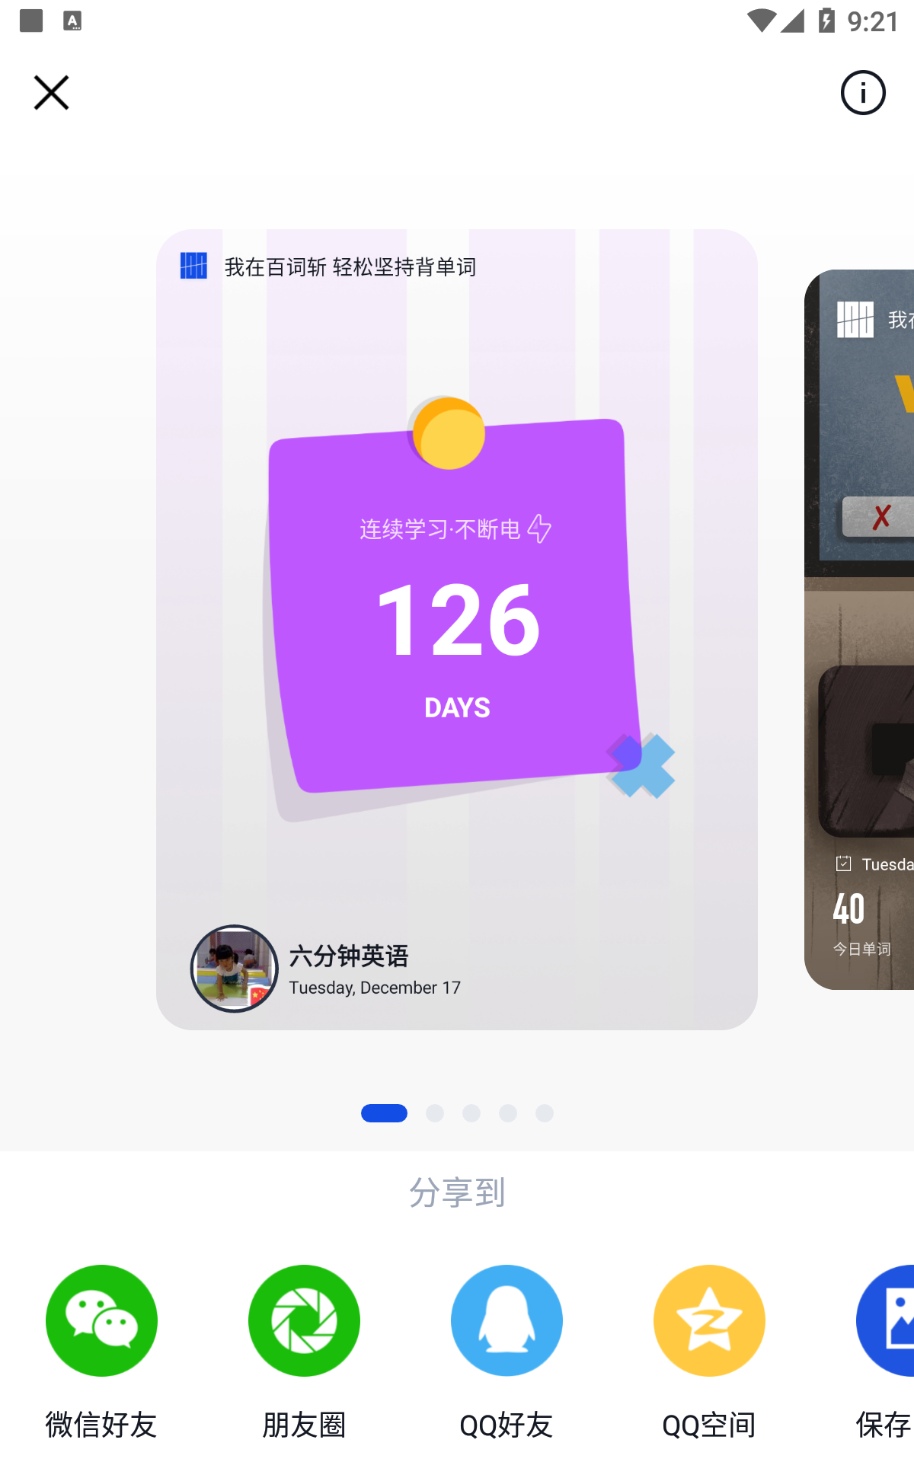 9:21
我在百词斩 轻松坚持背单词
连续学习·不断电
126
DAYS
六分钟英语
Tuesday, December 17
我在
Tuesda
40
今日单词
分享到
微信好友
朋友圈
QQ好友
QQ空间
保存